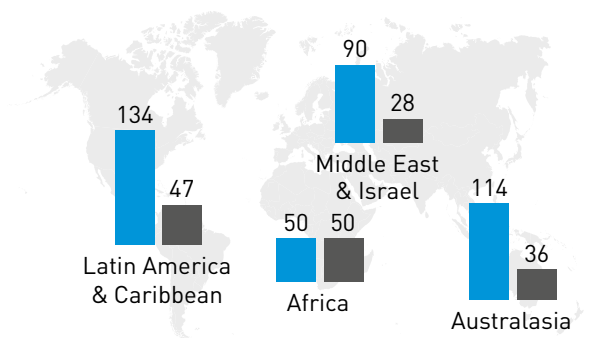 90
28
Middle East
& Israel
134
47
Latin America
& Caribbean
50 50
Africa
114
36
Australasia